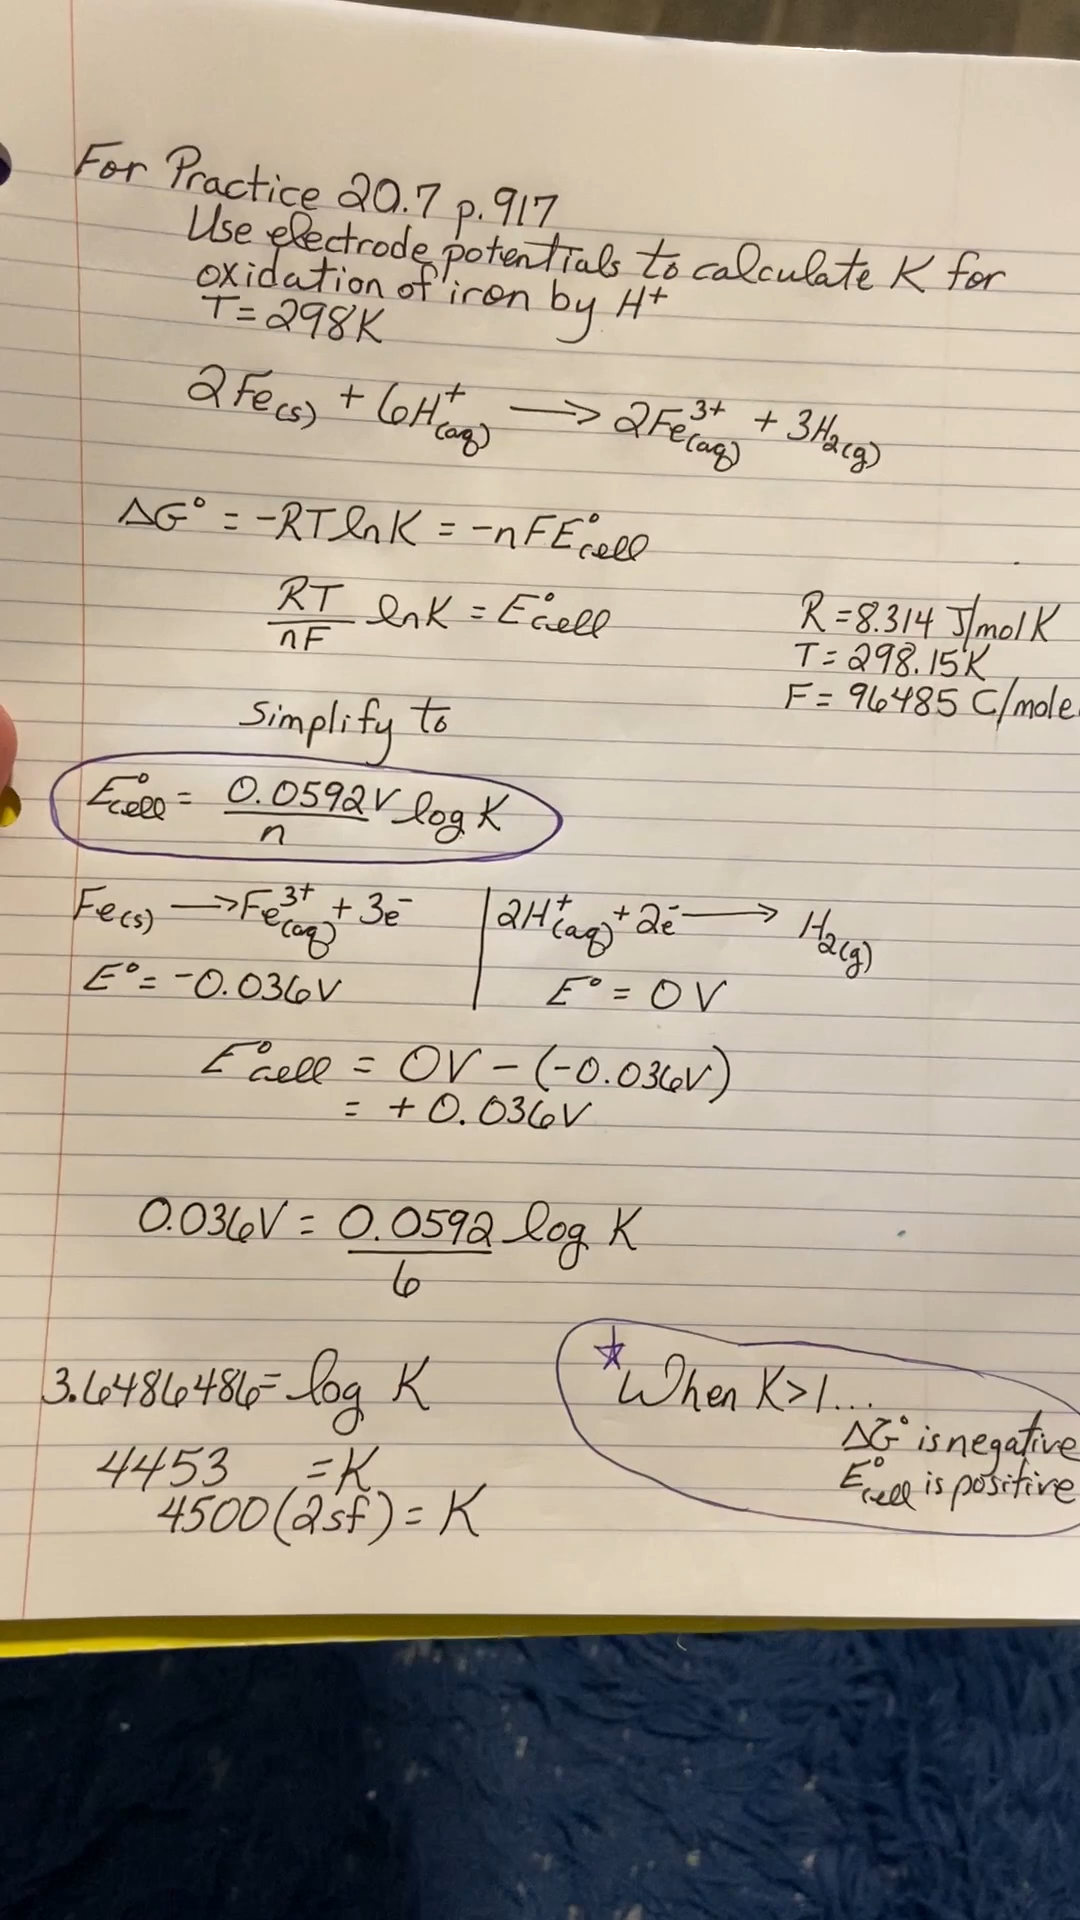 For Practice 20.7 p.917
Use electrode potentials to calculate K for
oxidation of iron by H⁺
T = 298K
2Fe(s) + 6H⁺(aq) ⟶ 2Fe³⁺(aq) + 3H₂(g)
ΔG° = -RT ln K = -nFE°cell
RT/nF ln K = E°cell
R = 8.314 J/mol K
T = 298.15K
F = 96485 C/mole
Simplify to
E°cell = 0.0592V/n log K
Fe(s) ⟶ Fe³⁺(aq) + 3e⁻ | 2H⁺(aq) + 2e⁻ ⟶ H₂(g)
E° = -0.036V | E° = 0V
E°cell = 0V - (-0.036V)
= +0.036V
0.036V = 0.0592/6 log K
3.6486486 = log K
4453 = K
4500 (2sf) = K
☆ When K>1...
ΔG° is negative
E°cell is positive